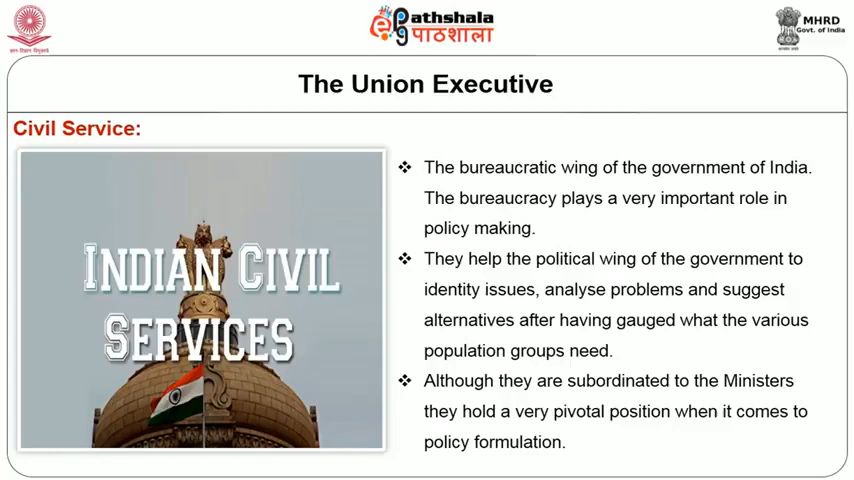 ePathshala
पाठशाला
MHRD
Govt. of India
The Union Executive
Civil Service:
INDIAN CIVIL
SERVICES
❖ The bureaucratic wing of the government of India.
The bureaucracy plays a very important role in
policy making.
❖ They help the political wing of the government to
identity issues, analyse problems and suggest
alternatives after having gauged what the various
population groups need.
❖ Although they are subordinated to the Ministers
they hold a very pivotal position when it comes to
policy formulation.